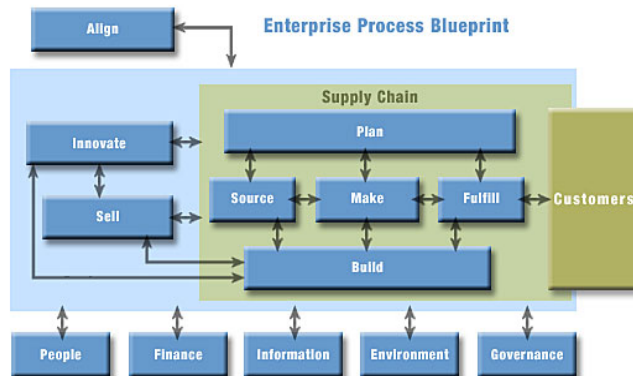 Align
Enterprise Process Blueprint
Supply Chain
Plan
Innovate
Source
Make
Fulfill
Customers
Sell
Build
People
Finance
Information
Environment
Governance